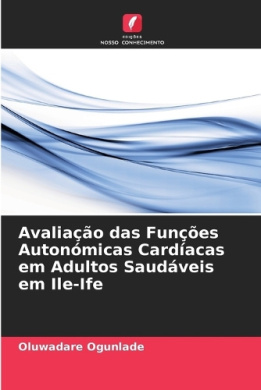 edições
NOSSO CONHECIMENTO
Avaliação das Funções
Autonómicas Cardíacas
em Adultos Saudáveis
em Ile-Ife
Oluwadare Ogunlade